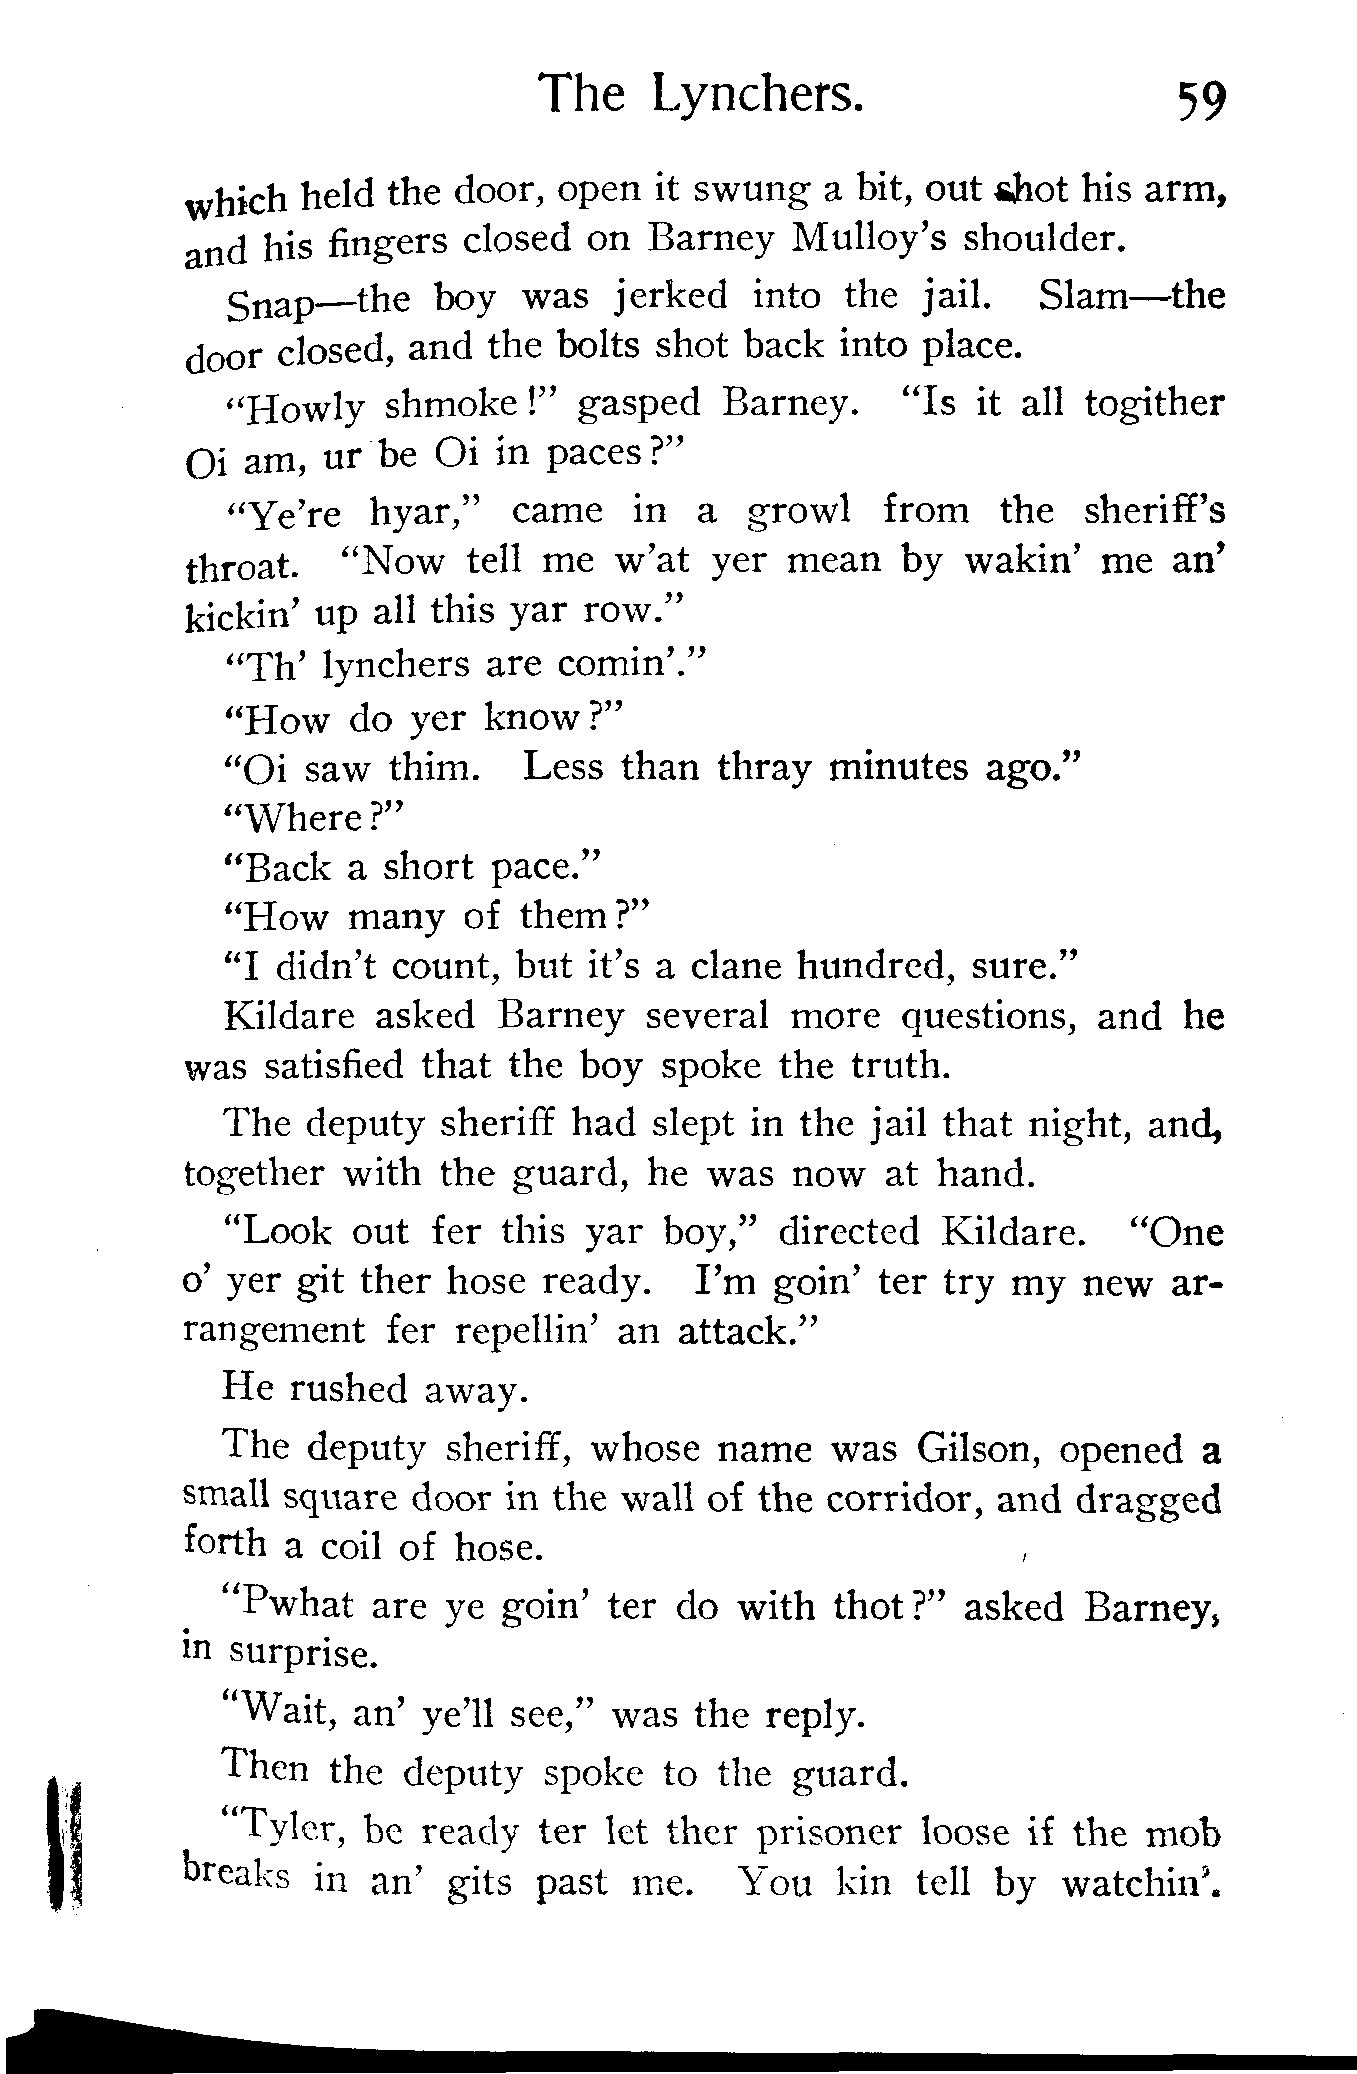 The Lynchers. 59
which held the door, open it swung a bit, out shot his arm,
and his fingers closed on Barney Mulloy's shoulder.
Snap—the boy was jerked into the jail. Slam—the
door closed, and the bolts shot back into place.
"Howly shmoke!" gasped Barney. "Is it all togither
Oi am, ur be Oi in paces?"
"Ye're hyar," came in a growl from the sheriff's
throat. "Now tell me w'at yer mean by wakin' me an'
kickin' up all this yar row."
"Th' lynchers are comin'."
"How do yer know?"
"Oi saw thim. Less than thray minutes ago."
"Where?"
"Back a short pace."
"How many of them?"
"I didn't count, but it's a clane hundred, sure."
Kildare asked Barney several more questions, and he
was satisfied that the boy spoke the truth.
The deputy sheriff had slept in the jail that night, and,
together with the guard, he was now at hand.
"Look out fer this yar boy," directed Kildare. "One
o' yer git ther hose ready. I'm goin' ter try my new ar-
rangement fer repellin' an attack."
He rushed away.
The deputy sheriff, whose name was Gilson, opened a
small square door in the wall of the corridor, and dragged
forth a coil of hose.
"Pwhat are ye goin' ter do with thot?" asked Barney,
in surprise.
"Wait, an' ye'll see," was the reply.
Then the deputy spoke to the guard.
"Tyler, be ready ter let ther prisoner loose if the mob
breaks in an' gits past me. You kin tell by watchin'.